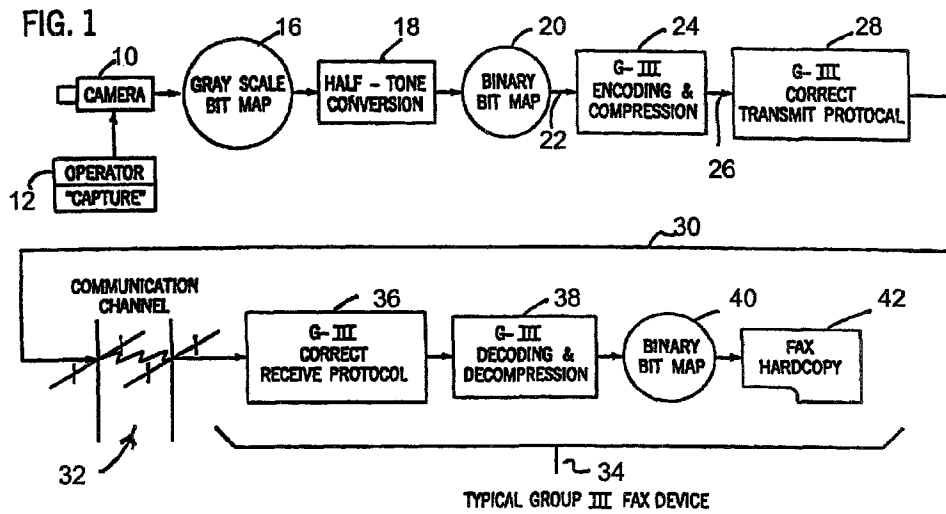 FIG. 1
10
CAMERA
12
OPERATOR
"CAPTURE"
16
GRAY SCALE
BIT MAP
18
HALF - TONE
CONVERSION
20
BINARY
BIT MAP
22
24
G-III
ENCODING &
COMPRESSION
26
28
G-III
CORRECT
TRANSMIT PROTOCAL
30
COMMUNICATION
CHANNEL
32
36
G-III
CORRECT
RECEIVE PROTOCOL
38
G-III
DECODING &
DECOMPRESSION
40
BINARY
BIT MAP
42
FAX
HARDCOPY
34
TYPICAL GROUP III FAX DEVICE